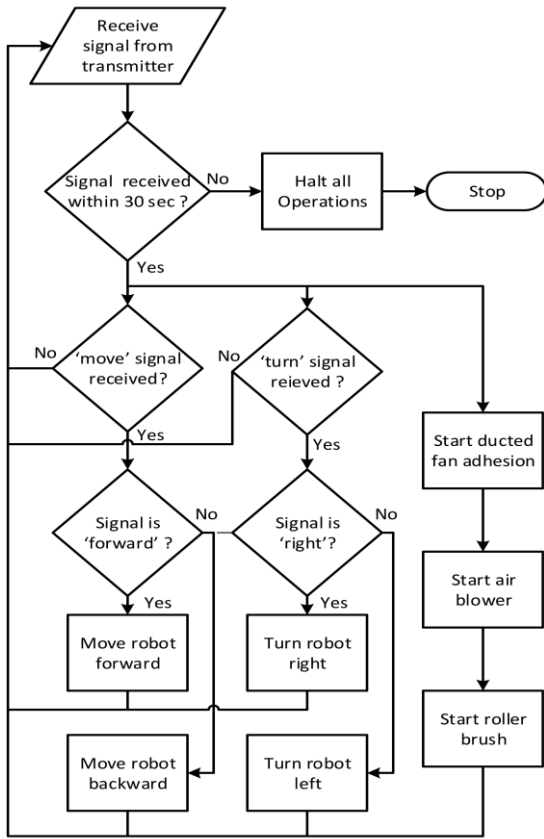 Receive
signal from
transmitter
Signal received
within 30 sec ?
No
Halt all
Operations
Stop
Yes
No
'move' signal
received?
No
'turn' signal
reieved ?
Yes
Yes
Start ducted
fan adhesion
Signal is
'forward' ?
No
Signal is
'right'?
No
Start air
blower
Yes
Yes
Move robot
forward
Turn robot
right
Start roller
brush
Move robot
backward
Turn robot
left